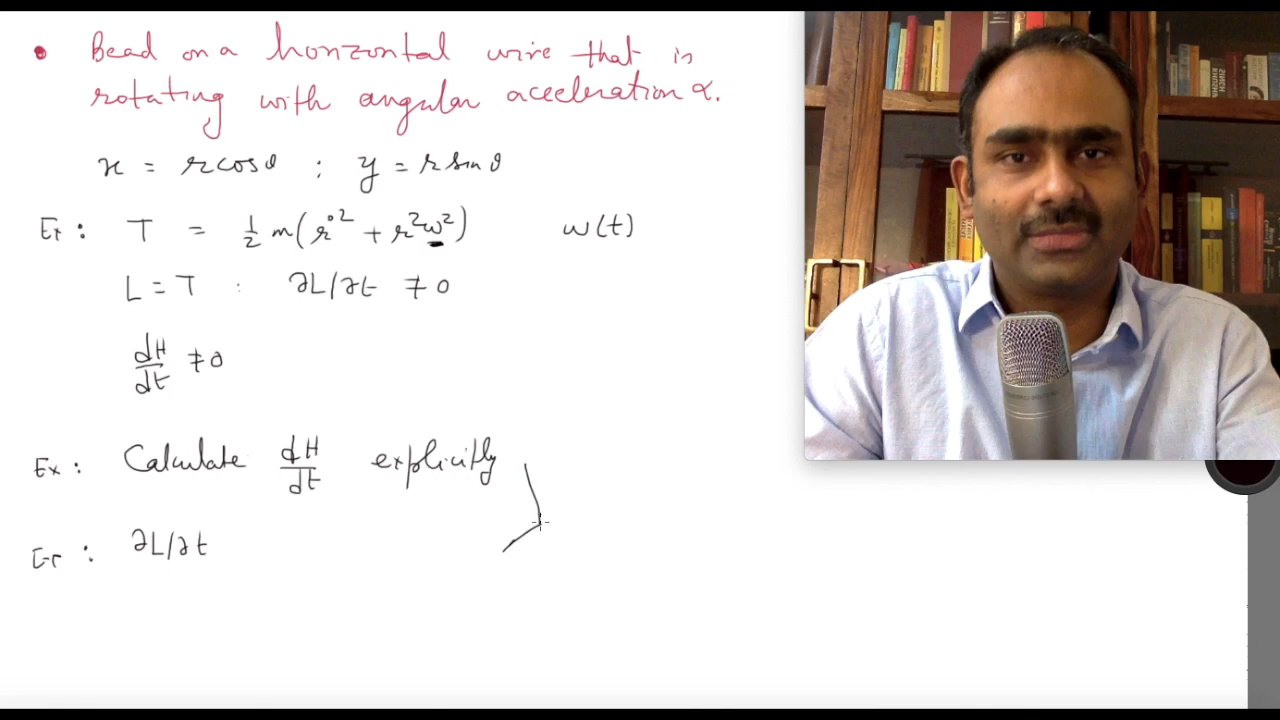 • Bead on a horizontal wire that is
rotating with angular acceleration α.
x = r cos θ ; y = r sin θ
Ex : T = 1/2 m(ṙ² + r²ω²) ω(t)
L = T : ∂L/∂t ≠ 0
dH/dt ≠ 0
Ex : Calculate dH/dt explicitly
Ex : ∂L/∂t